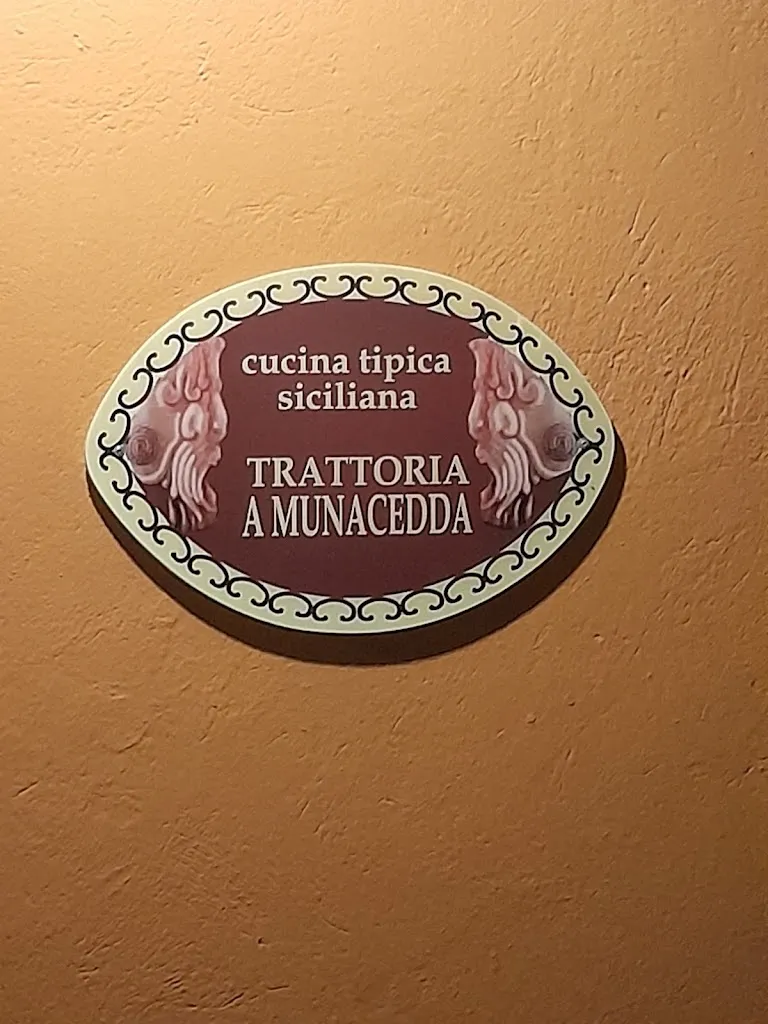 cucina tipica
siciliana
TRATTORIA
A MUNACEDDA